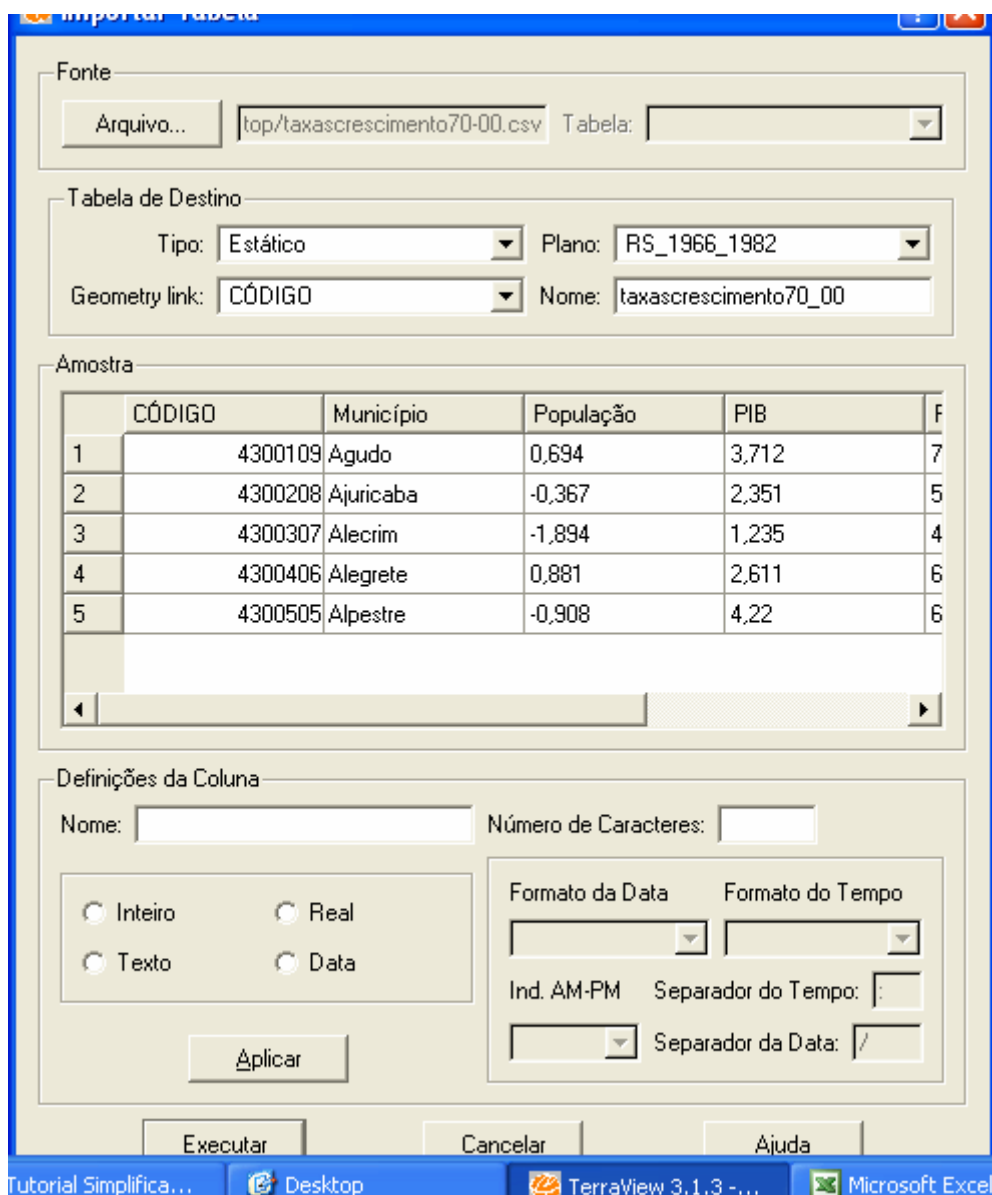 Importar Tabela
Fonte
Arquivo... top/taxascrescimento70-00.csv Tabela:
Tabela de Destino
Tipo: Estático Plano: RS_1966_1982
Geometry link: CÓDIGO Nome: taxascrescimento70_00
Amostra
CÓDIGO Município População PIB
1 4300109 Agudo 0,694 3,712 7
2 4300208 Ajuricaba -0,367 2,351 5
3 4300307 Alecrim -1,894 1,235 4
4 4300406 Alegrete 0,881 2,611 6
5 4300505 Alpestre -0,908 4,22 6
Definições da Coluna
Nome: Número de Caracteres:
Inteiro Real
Texto Data
Formato da Data Formato do Tempo
Ind. AM-PM Separador do Tempo: :
Separador da Data: /
Aplicar
Executar Cancelar Ajuda
Tutorial Simplifica... Desktop TerraView 3.1.3 -... Microsoft Excel